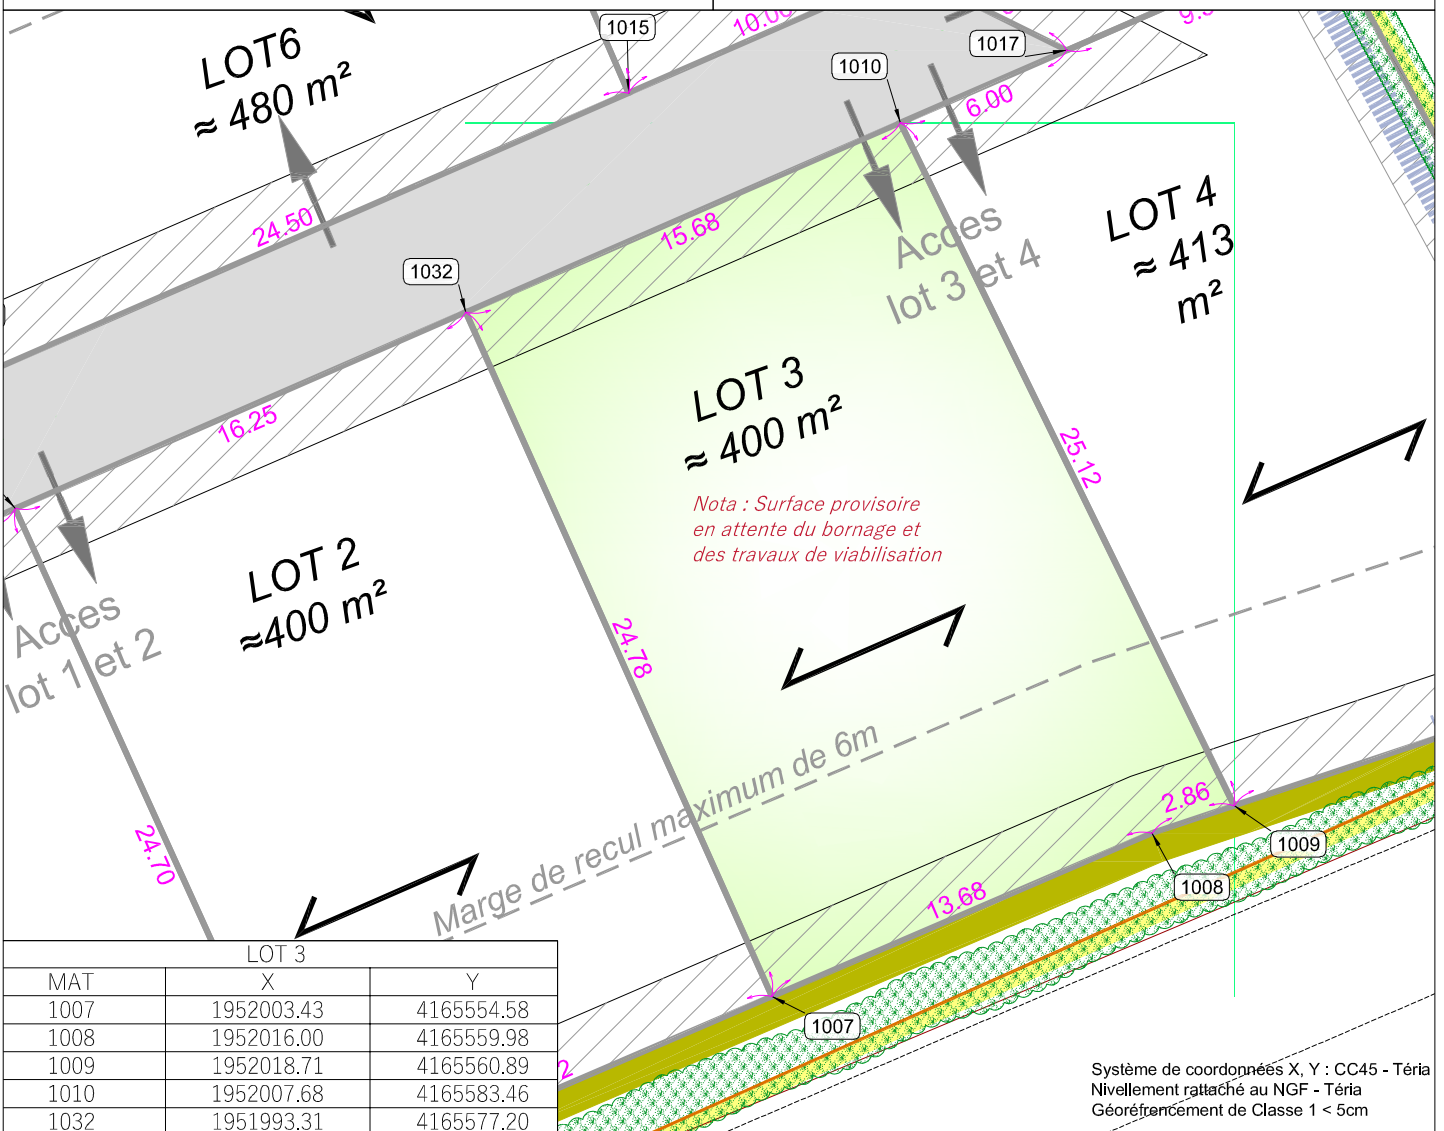 1015
10.00
1017
LOT6
≈ 480 m²
1010
6.00
24.50
15.68
LOT 4
≈ 413
m²
Acces
lot 3 et 4
1032
16.25
LOT 3
≈ 400 m²
25.12
Nota : Surface provisoire
en attente du bornage et
des travaux de viabilisation
LOT 2
≈400 m²
Acces
lot 1 et 2
24.78
24.70
Marge de recul maximum de 6m
2.86
1009
1008
13.68
1007
LOT 3
MAT X Y
1007 1952003.43 4165554.58
1008 1952016.00 4165559.98
1009 1952018.71 4165560.89
1010 1952007.68 4165583.46
1032 1951993.31 4165577.20
Système de coordonnées X, Y : CC45 - Téria
Nivellement rattaché au NGF - Téria
Géoréfrencement de Classe 1 < 5cm